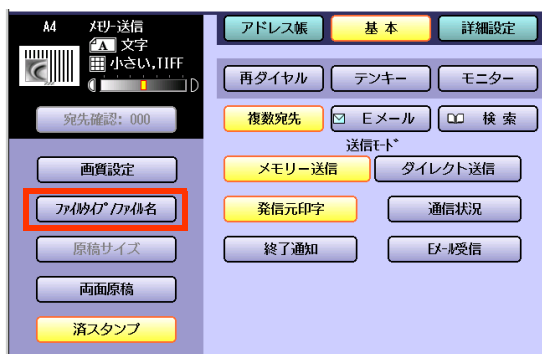 A4 ﾒﾓﾘｰ送信
A 文字
小さい,TIFF
D
宛先確認: 000
画質設定
ﾌｧｲﾙﾀｲﾌﾟ/ﾌｧｲﾙ名
原稿サイズ
両面原稿
済スタンプ
アドレス帳 基本 詳細設定
再ダイヤル テンキー モニター
複数宛先 Eメール 検索
送信ﾓｰﾄﾞ
メモリー送信 ダイレクト送信
発信元印字 通信状況
終了通知 Eﾒｰﾙ受信